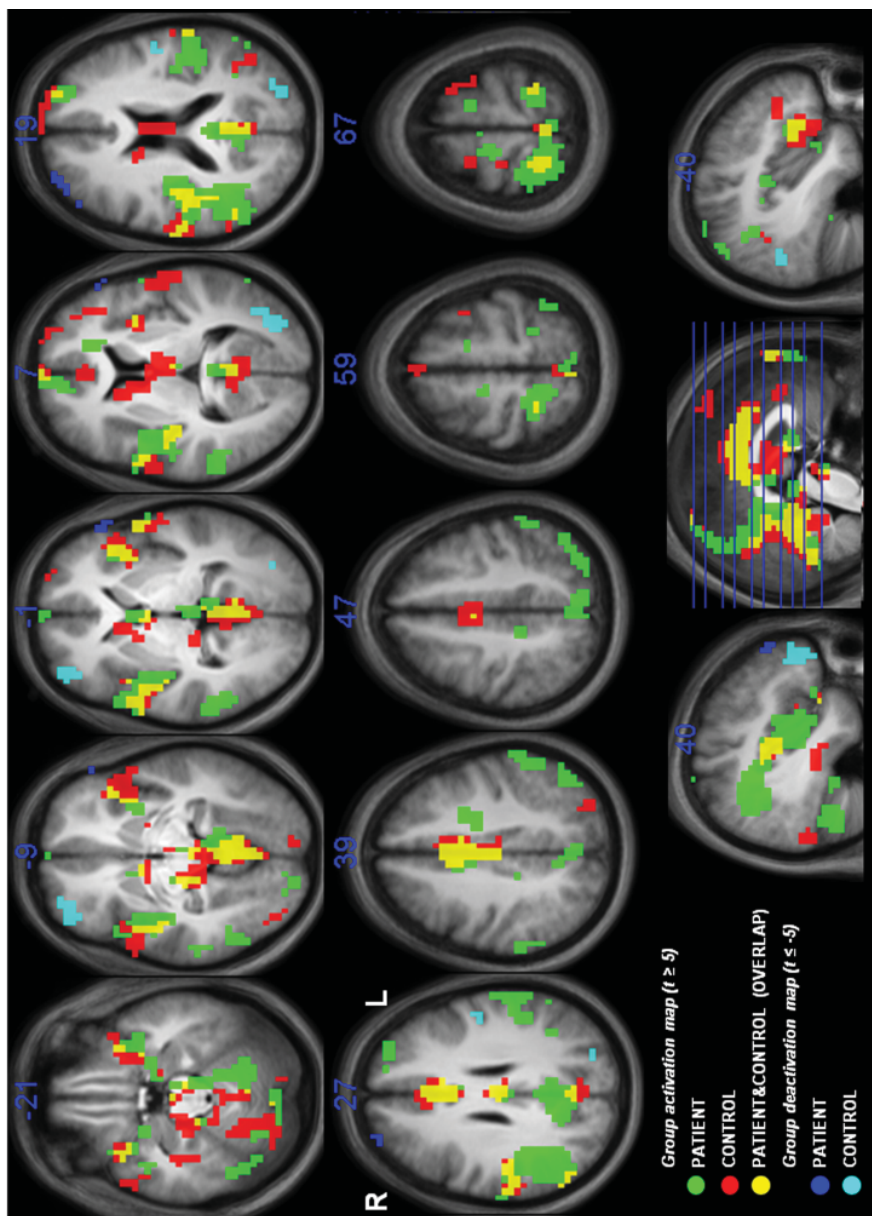 -21
-9
-1
7
19
R
L
27
39
47
59
67
Group activation map (t ≥ 5)
PATIENT
CONTROL
PATIENT&CONTROL (OVERLAP)
Group deactivation map (t ≤ -5)
PATIENT
CONTROL
40
-40